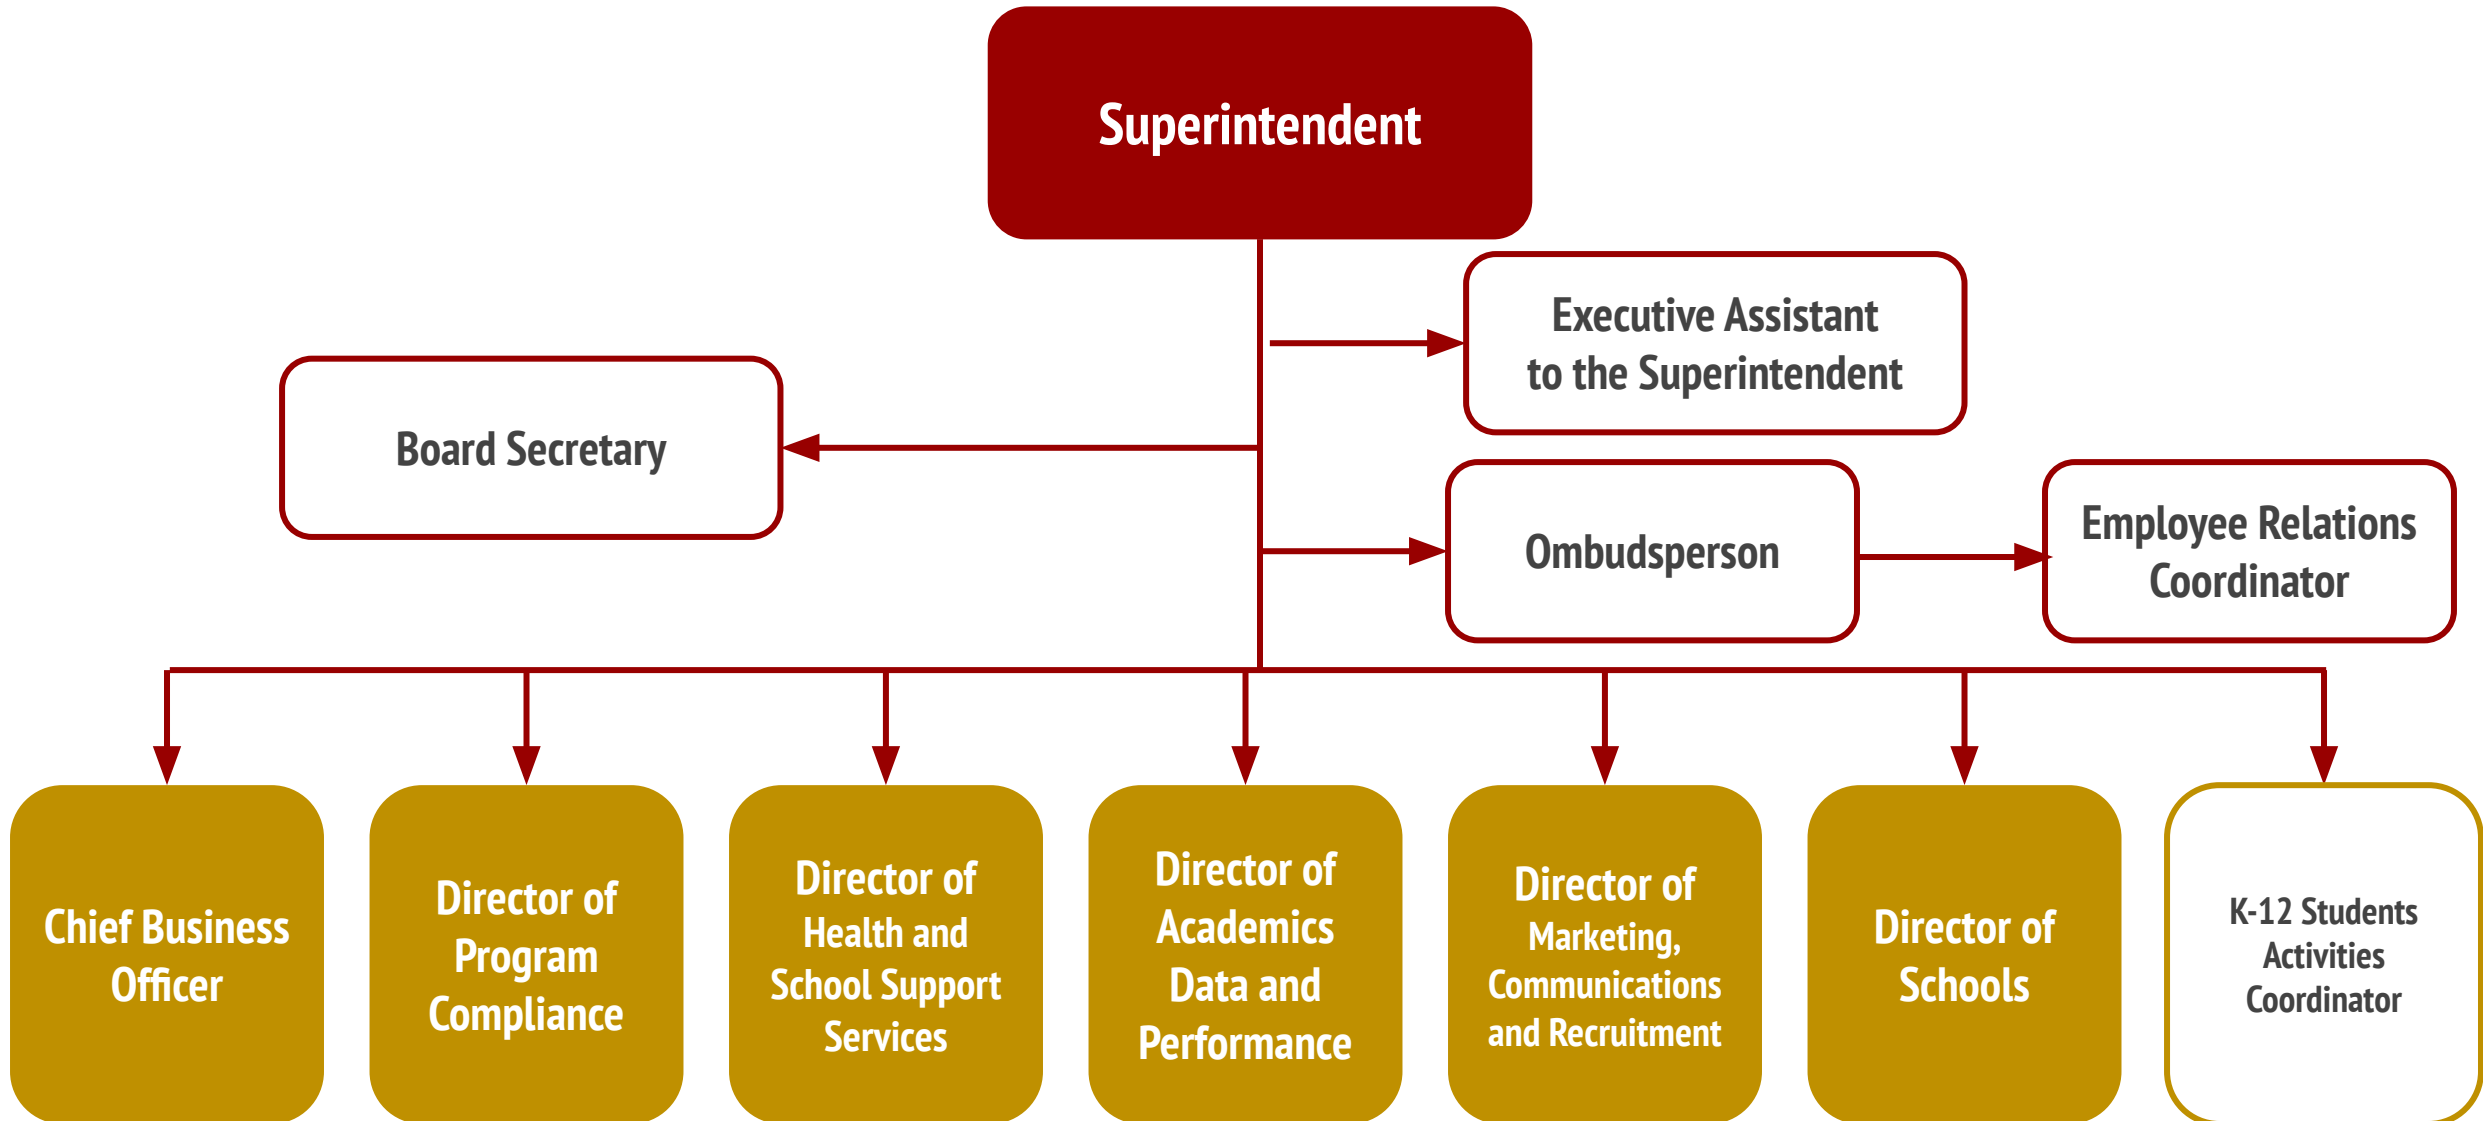 Superintendent
Executive Assistant
to the Superintendent
Board Secretary
Ombudsperson
Employee Relations
Coordinator
Chief Business
Officer
Director of
Program
Compliance
Director of
Health and
School Support
Services
Director of
Academics
Data and
Performance
Director of
Marketing,
Communications
and Recruitment
Director of
Schools
K-12 Students
Activities
Coordinator